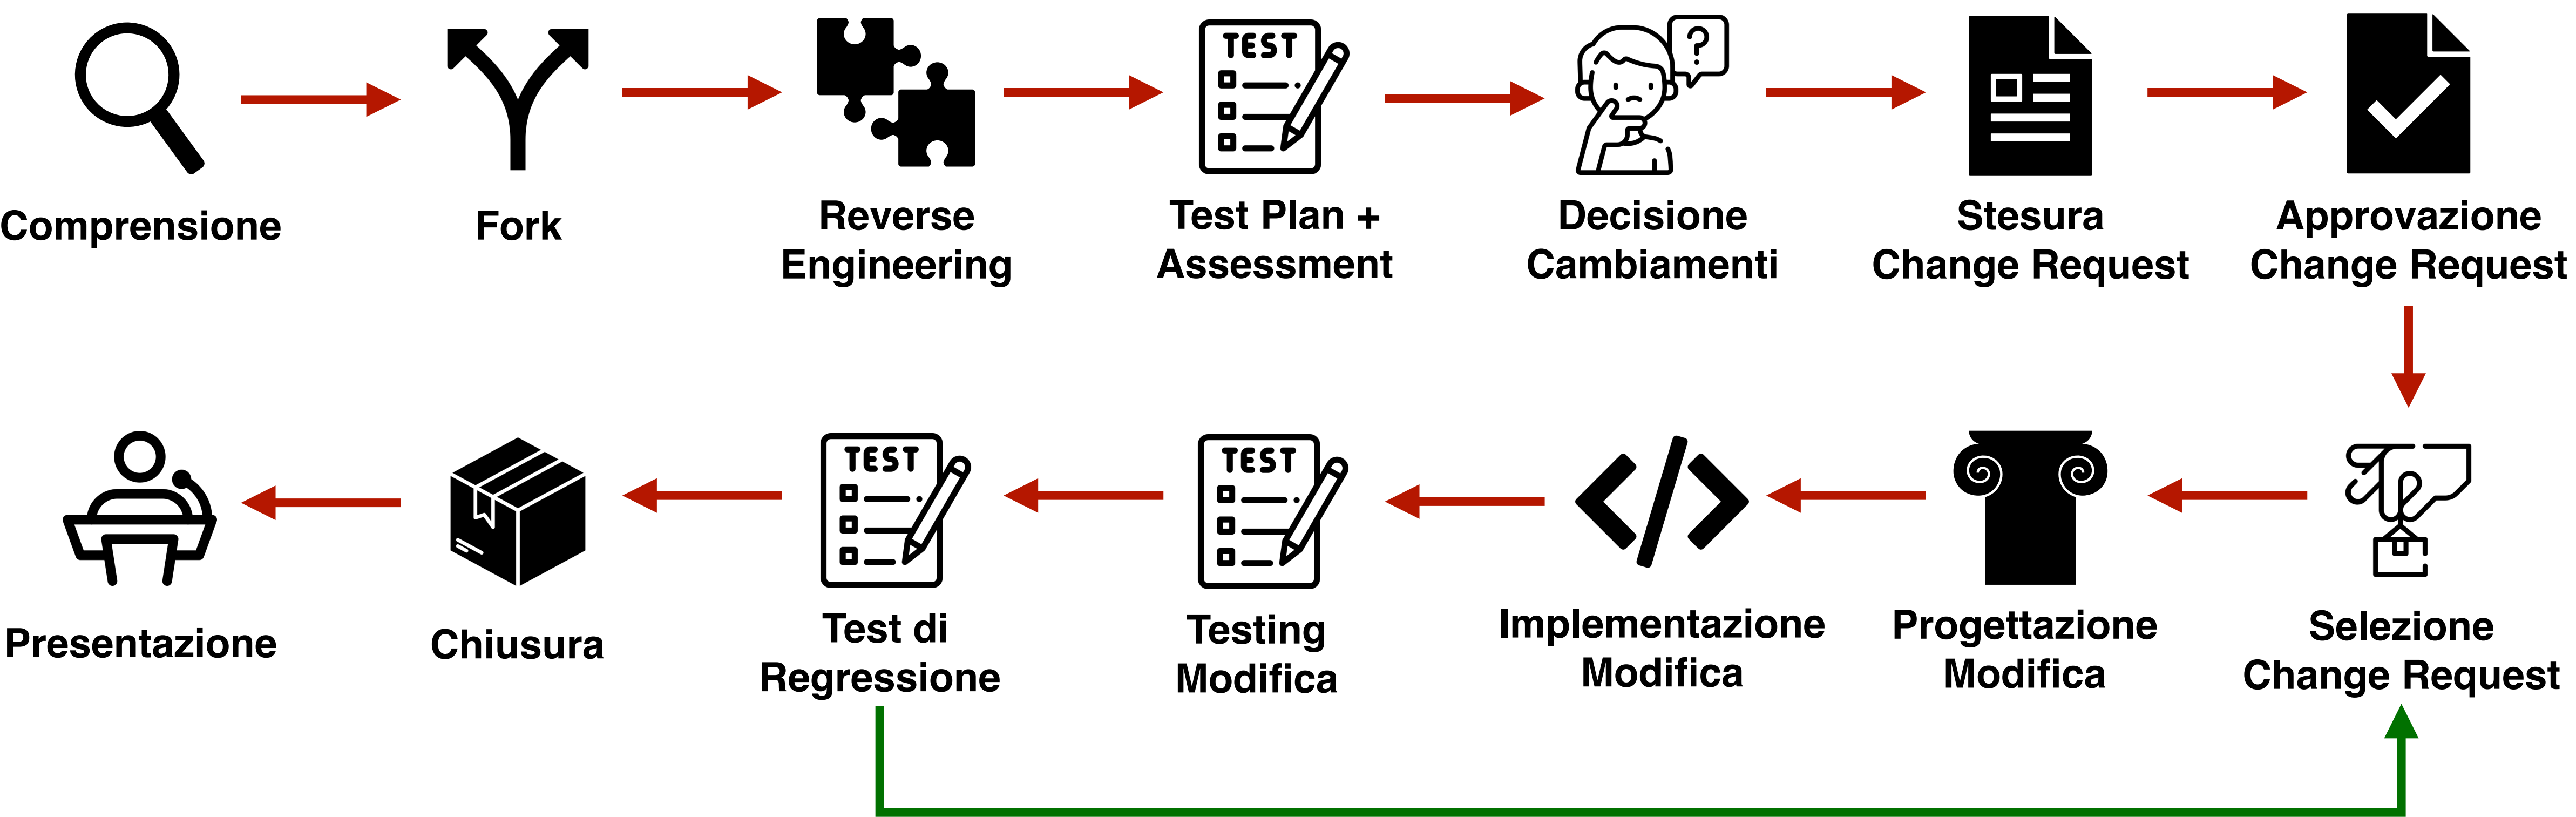 TEST
?
Comprensione
Fork
Reverse
Engineering
Test Plan +
Assessment
Decisione
Cambiamenti
Stesura
Change Request
Approvazione
Change Request
TEST
TEST
</>
Presentazione
Chiusura
Test di
Regressione
Testing
Modifica
Implementazione
Modifica
Progettazione
Modifica
Selezione
Change Request